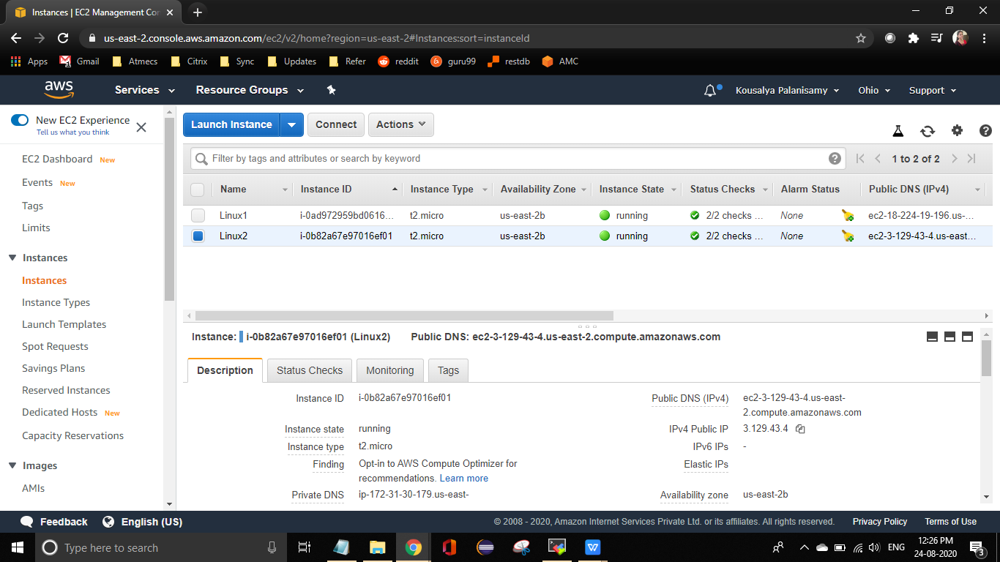 Instances | EC2 Management Con
us-east-2.console.aws.amazon.com/ec2/v2/home?region=us-east-2#Instances:sort=instanceId
Apps Gmail Atmecs Citrix Sync Updates Refer reddit guru99 restdb AMC
aws Services Resource Groups Kousalya Palanisamy Ohio Support
New EC2 Experience
Tell us what you think
EC2 Dashboard New
Events New
Tags
Limits
Instances
Instances
Instance Types
Launch Templates
Spot Requests
Savings Plans
Reserved Instances
Dedicated Hosts New
Capacity Reservations
Images
AMIs
Launch Instance Connect Actions
Filter by tags and attributes or search by keyword 1 to 2 of 2
Name Instance ID Instance Type Availability Zone Instance State Status Checks Alarm Status Public DNS (IPv4)
Linux1 i-0ad972959bd0616... t2.micro us-east-2b running 2/2 checks ... None ec2-18-224-19-196.us-...
Linux2 i-0b82a67e97016ef01 t2.micro us-east-2b running 2/2 checks ... None ec2-3-129-43-4.us-east...
Instance: i-0b82a67e97016ef01 (Linux2) Public DNS: ec2-3-129-43-4.us-east-2.compute.amazonaws.com
Description Status Checks Monitoring Tags
Instance ID i-0b82a67e97016ef01
Instance state running
Instance type t2.micro
Finding Opt-in to AWS Compute Optimizer for
recommendations. Learn more
Private DNS ip-172-31-30-179.us-east-
Public DNS (IPv4) ec2-3-129-43-4.us-east-
2.compute.amazonaws.com
IPv4 Public IP 3.129.43.4
IPv6 IPs -
Elastic IPs
Availability zone us-east-2b
Feedback English (US) © 2008 - 2020, Amazon Internet Services Private Ltd. or its affiliates. All rights reserved. Privacy Policy Terms of Use
Type here to search ENG 12:26 PM
24-08-2020 3